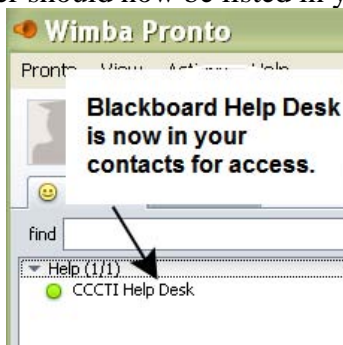 Wimba Pronto
Pronto View Actions Help
Blackboard Help Desk
is now in your
contacts for access.
find
Help (1/1)
CCCTI Help Desk